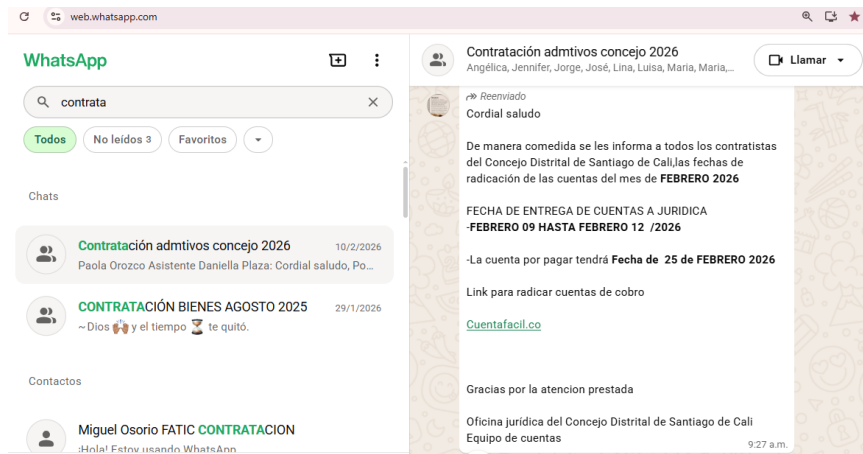 web.whatsapp.com
WhatsApp
contrata
Todos
No leídos 3
Favoritos
Chats
Contratación admtivos concejo 2026
10/2/2026
Paola Orozco Asistente Daniella Plaza: Cordial saludo, Po...
CONTRATACIÓN BIENES AGOSTO 2025
29/1/2026
~Dios 🙌🏽 y el tiempo ⏳ te quitó.
Contactos
Miguel Osorio FATIC CONTRATACION
¡Hola! Estoy usando WhatsApp
Contratación admtivos concejo 2026
Angélica, Jennifer, Jorge, José, Lina, Luisa, Maria, Maria,...
Llamar
Reenviado
Cordial saludo
De manera comedida se les informa a todos los contratistas
del Concejo Distrital de Santiago de Cali,las fechas de
radicación de las cuentas del mes de FEBRERO 2026
FECHA DE ENTREGA DE CUENTAS A JURIDICA
-FEBRERO 09 HASTA FEBRERO 12 /2026
-La cuenta por pagar tendrá Fecha de 25 de FEBRERO 2026
Link para radicar cuentas de cobro
Cuentafacil.co
Gracias por la atencion prestada
Oficina jurídica del Concejo Distrital de Santiago de Cali
Equipo de cuentas
9:27 a.m.